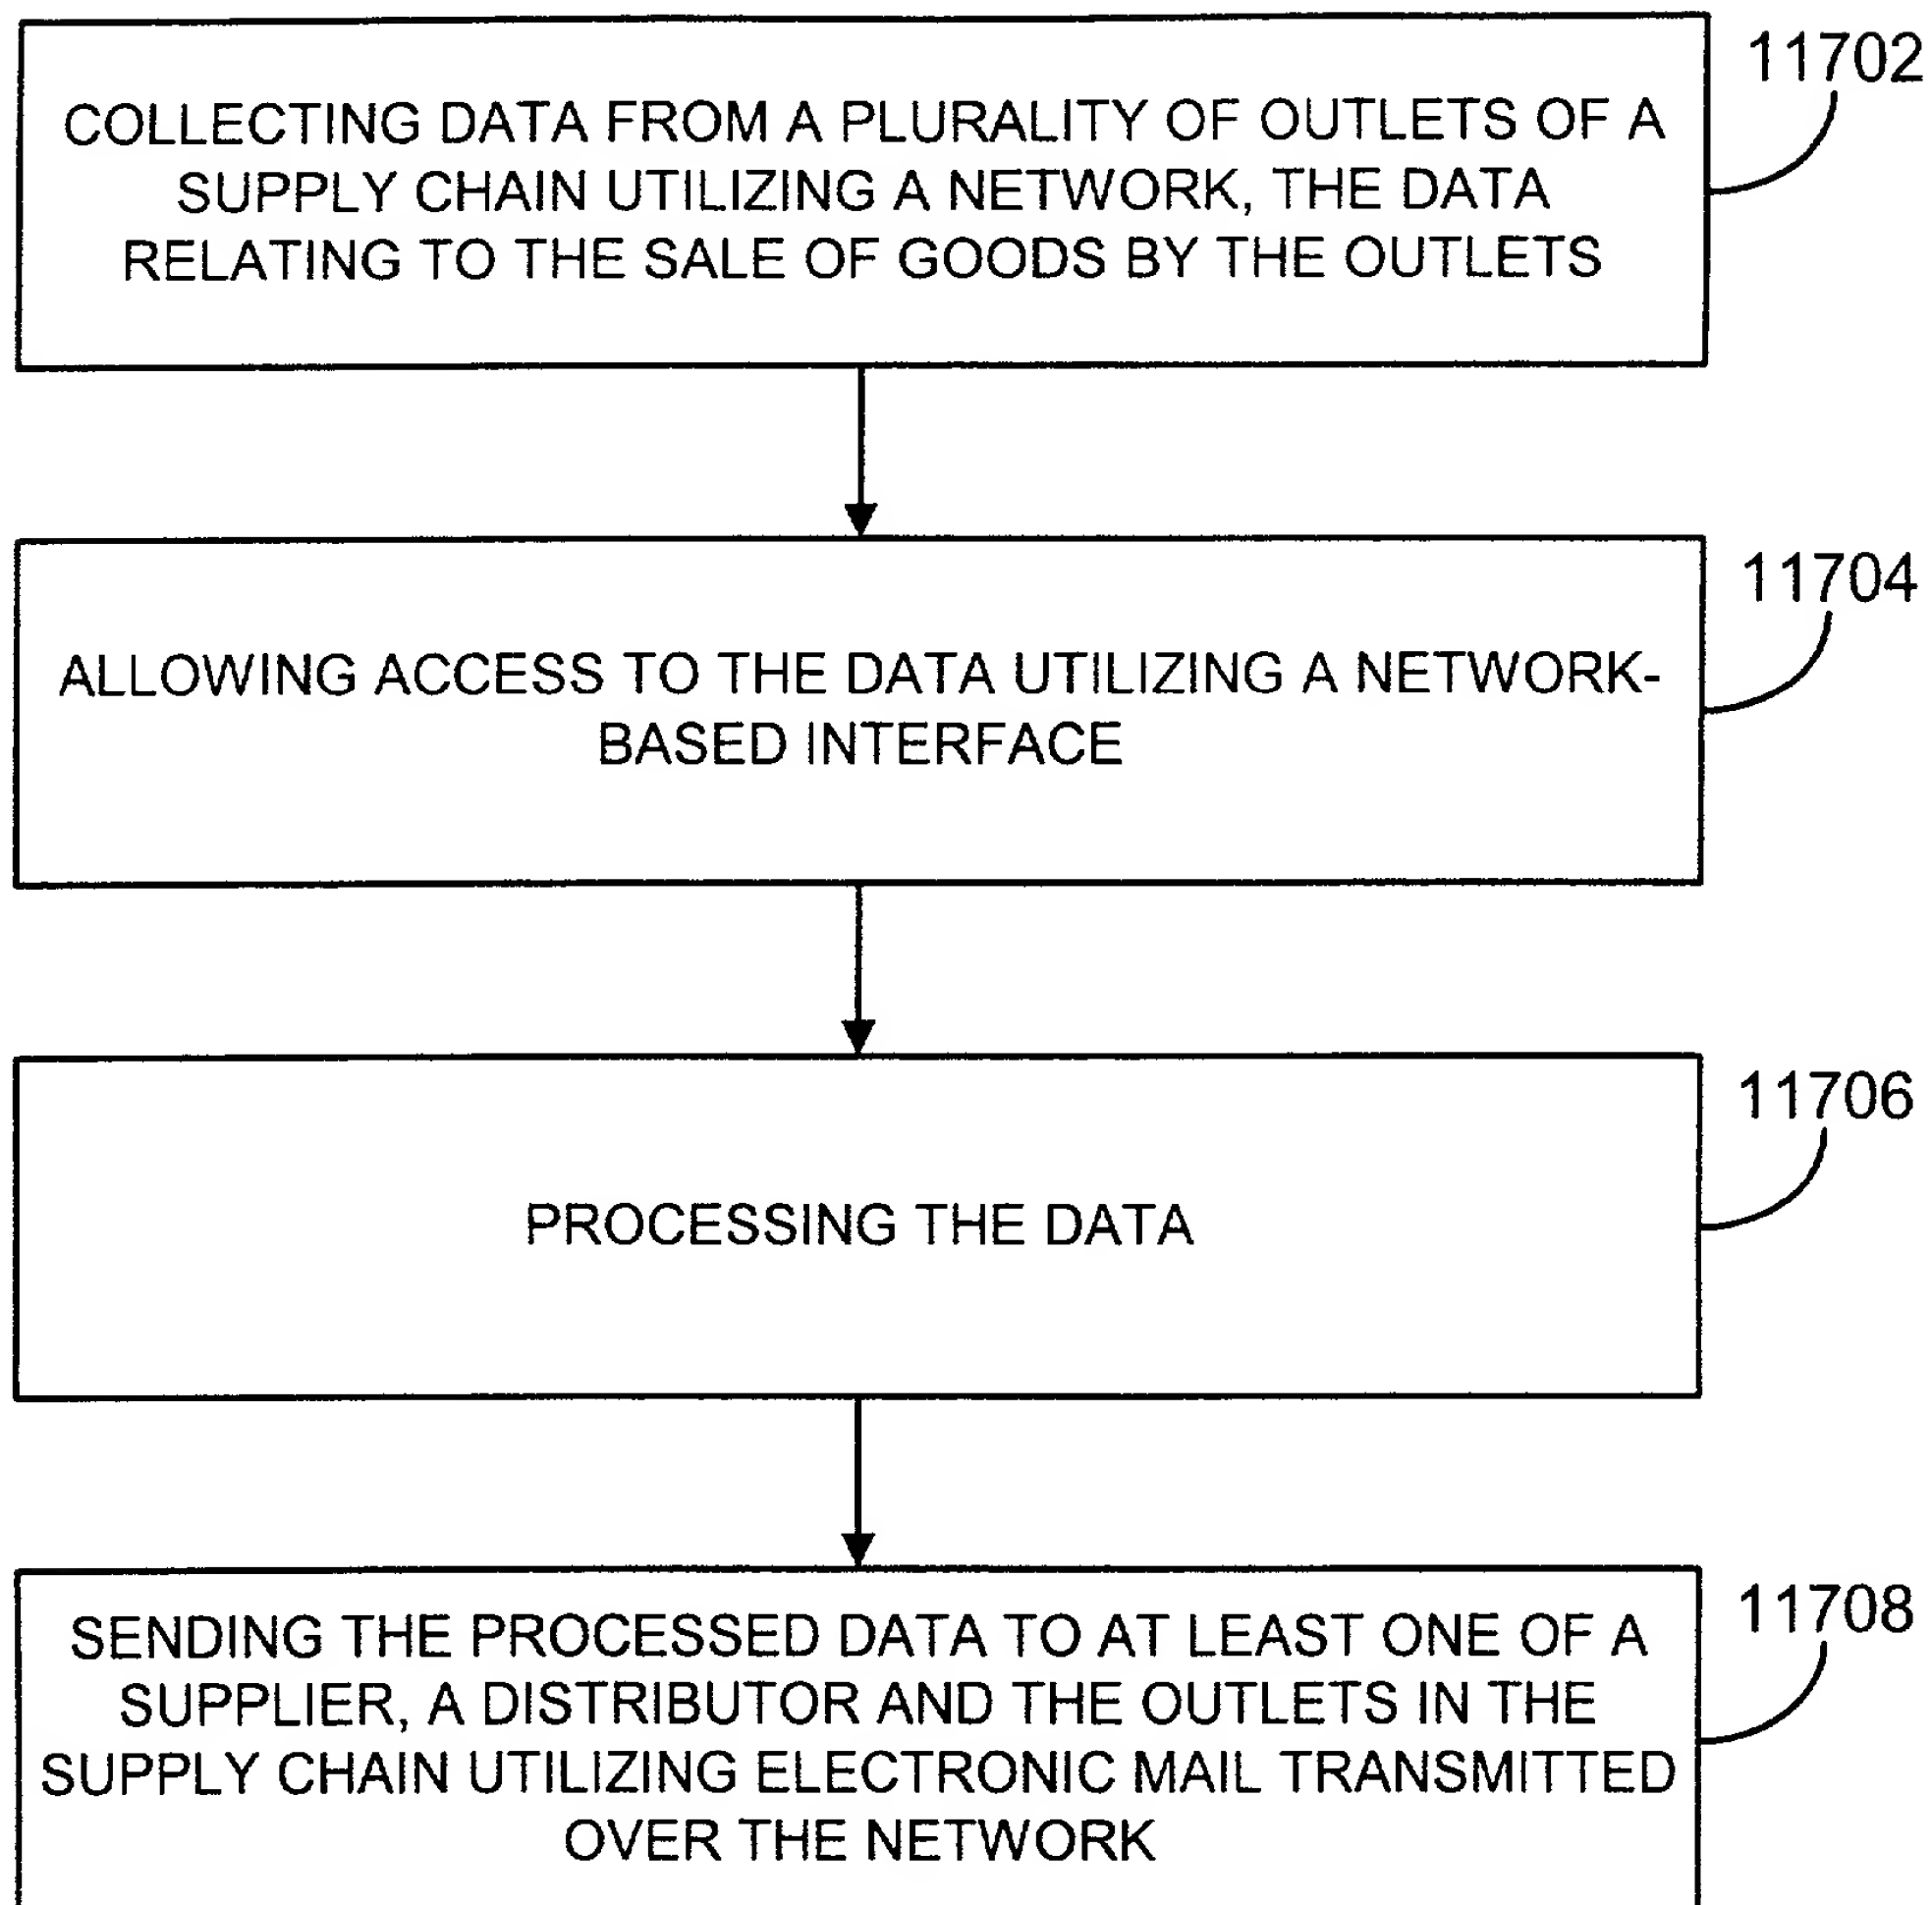 11702
COLLECTING DATA FROM A PLURALITY OF OUTLETS OF A
SUPPLY CHAIN UTILIZING A NETWORK, THE DATA
RELATING TO THE SALE OF GOODS BY THE OUTLETS
11704
ALLOWING ACCESS TO THE DATA UTILIZING A NETWORK-
BASED INTERFACE
11706
PROCESSING THE DATA
11708
SENDING THE PROCESSED DATA TO AT LEAST ONE OF A
SUPPLIER, A DISTRIBUTOR AND THE OUTLETS IN THE
SUPPLY CHAIN UTILIZING ELECTRONIC MAIL TRANSMITTED
OVER THE NETWORK